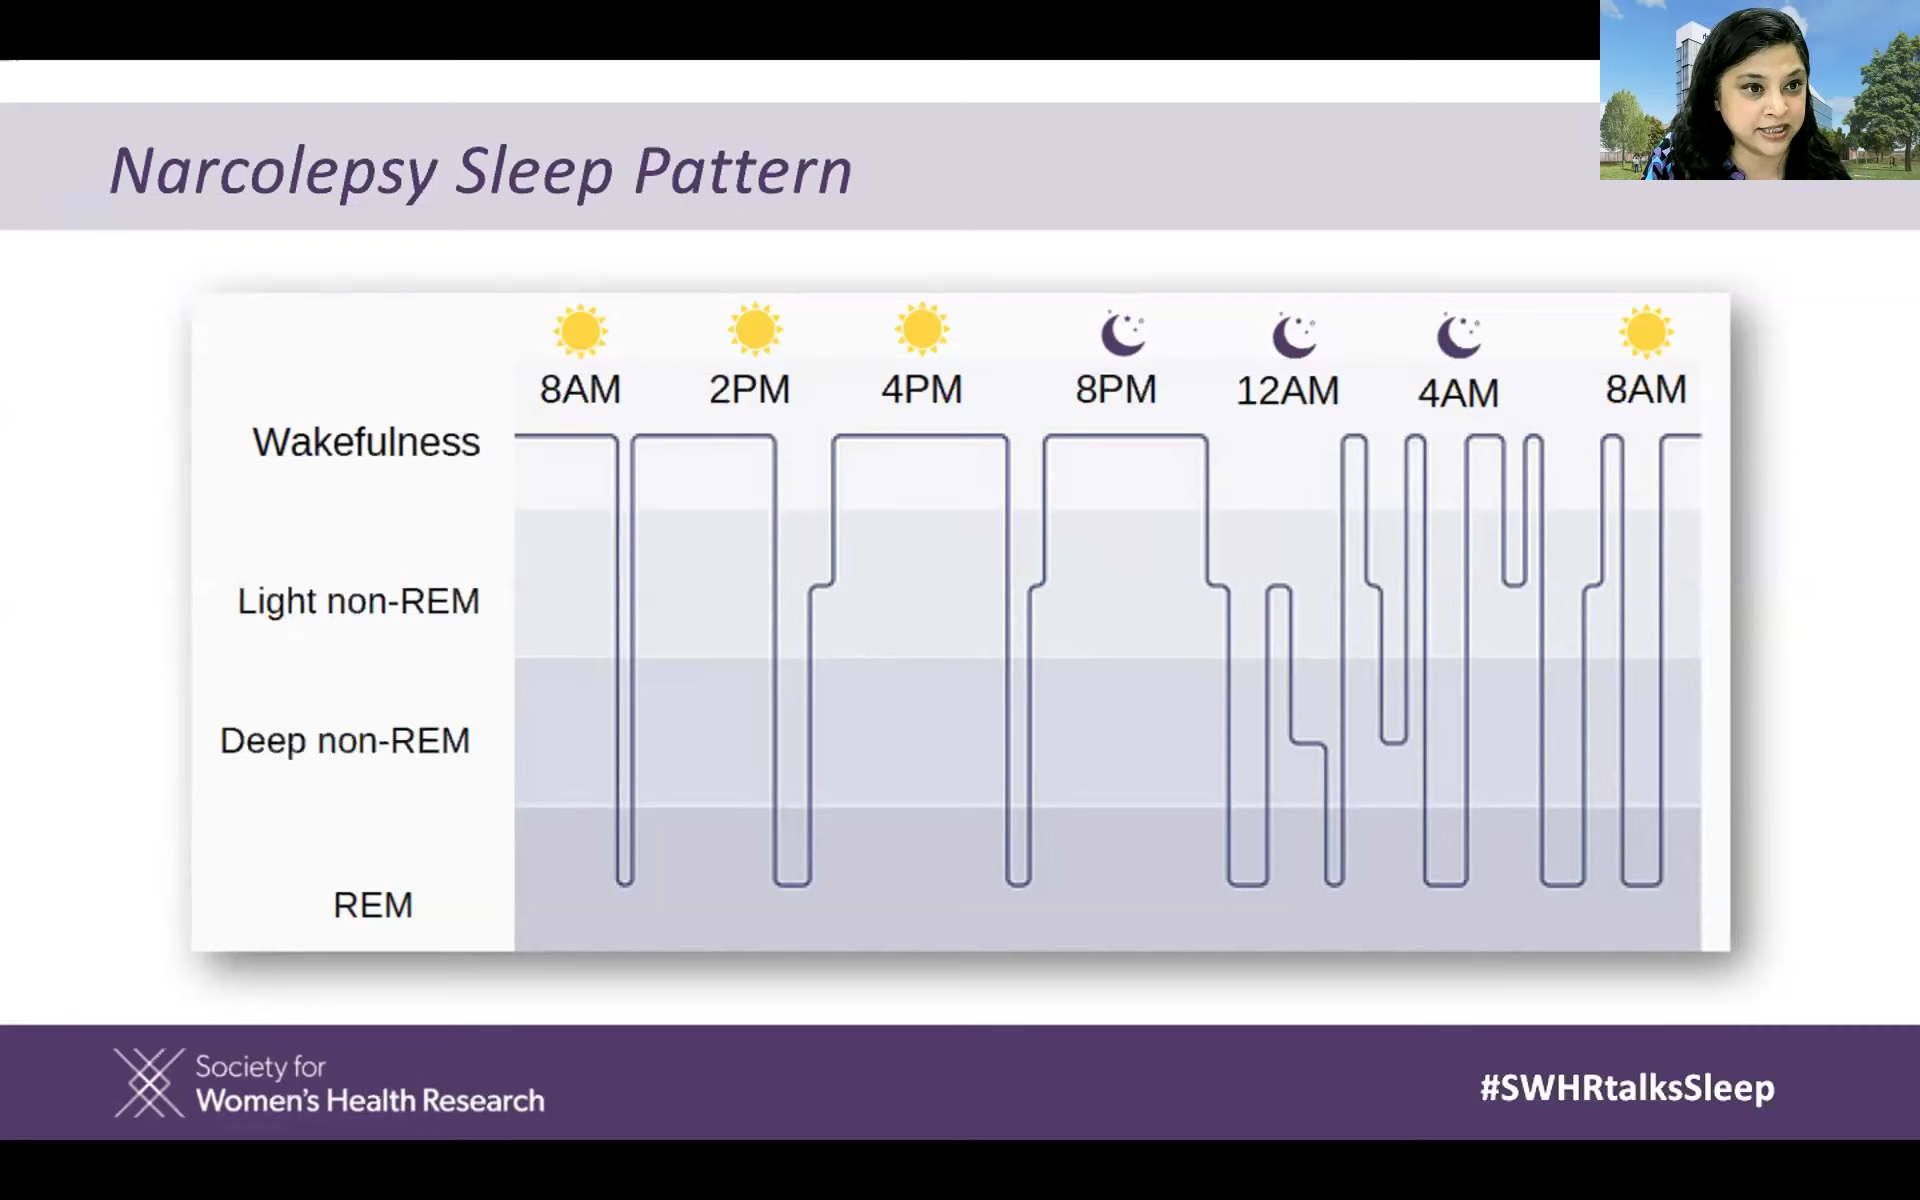 Narcolepsy Sleep Pattern
8AM 2PM 4PM 8PM 12AM 4AM 8AM
Wakefulness
Light non-REM
Deep non-REM
REM
Society for
Women's Health Research
#SWHRtalksSleep